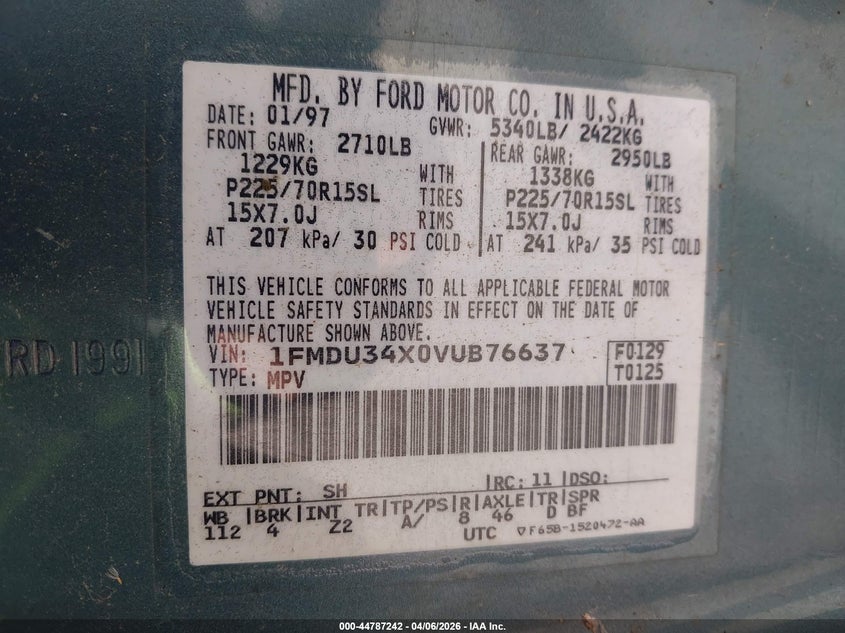 MFD. BY FORD MOTOR CO. IN U.S.A.
DATE: 01/97 GVWR: 5340LB/ 2422KG
FRONT GAWR: 2710LB REAR GAWR: 2950LB
1229KG WITH 1338KG WITH
P225/70R15SL TIRES P225/70R15SL TIRES
15X7.0J RIMS 15X7.0J RIMS
AT 207 kPa/ 30 PSI COLD AT 241 kPa/ 35 PSI COLD
THIS VEHICLE CONFORMS TO ALL APPLICABLE FEDERAL MOTOR
VEHICLE SAFETY STANDARDS IN EFFECT ON THE DATE OF
MANUFACTURE SHOWN ABOVE.
RD 1991
VIN: 1FMDU34X0VUB76637 F0129
TYPE: MPV T0125
EXT PNT: SH RC: 11 DSO:
WB BRK INT TR TP/PS R AXLE TR SPR
112 4 Z2 A/ 8 46 D BF
UTC ▽F65B-1520472-AA
000-44787242 - 04/06/2026 - IAA Inc.